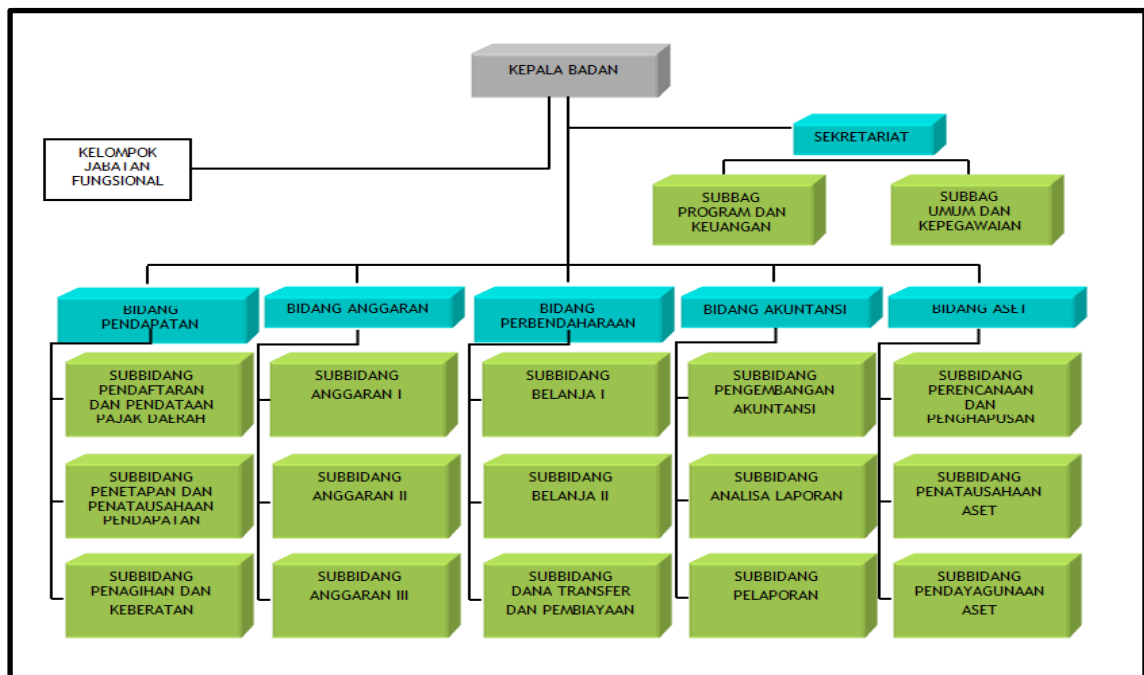 KEPALA BADAN
SEKRETARIAT
KELOMPOK
JABATAN
FUNGSIONAL
SUBBAG
PROGRAM DAN
KEUANGAN
SUBBAG
UMUM DAN
KEPEGAWAIAN
BIDANG
PENDAPATAN
BIDANG ANGGARAN
BIDANG
PERBENDAHARAAN
BIDANG AKUNTANSI
BIDANG ASET
SUBBIDANG
PENDAFTARAN
DAN PENDATAAN
PAJAK DAERAH
SUBBIDANG
ANGGARAN I
SUBBIDANG
BELANJA I
SUBBIDANG
PENGEMBANGAN
AKUNTANSI
SUBBIDANG
PERENCANAAN
DAN
PENGHAPUSAN
SUBBIDANG
PENETAPAN DAN
PENATAUSAHAAN
PENDAPATAN
SUBBIDANG
ANGGARAN II
SUBBIDANG
BELANJA II
SUBBIDANG
ANALISA LAPORAN
SUBBIDANG
PENATAUSAHAAN
ASET
SUBBIDANG
PENAGIHAN DAN
KEBERATAN
SUBBIDANG
ANGGARAN III
SUBBIDANG
DANA TRANSFER
DAN PEMBIAYAAN
SUBBIDANG
PELAPORAN
SUBBIDANG
PENDAYAGUNAAN
ASET